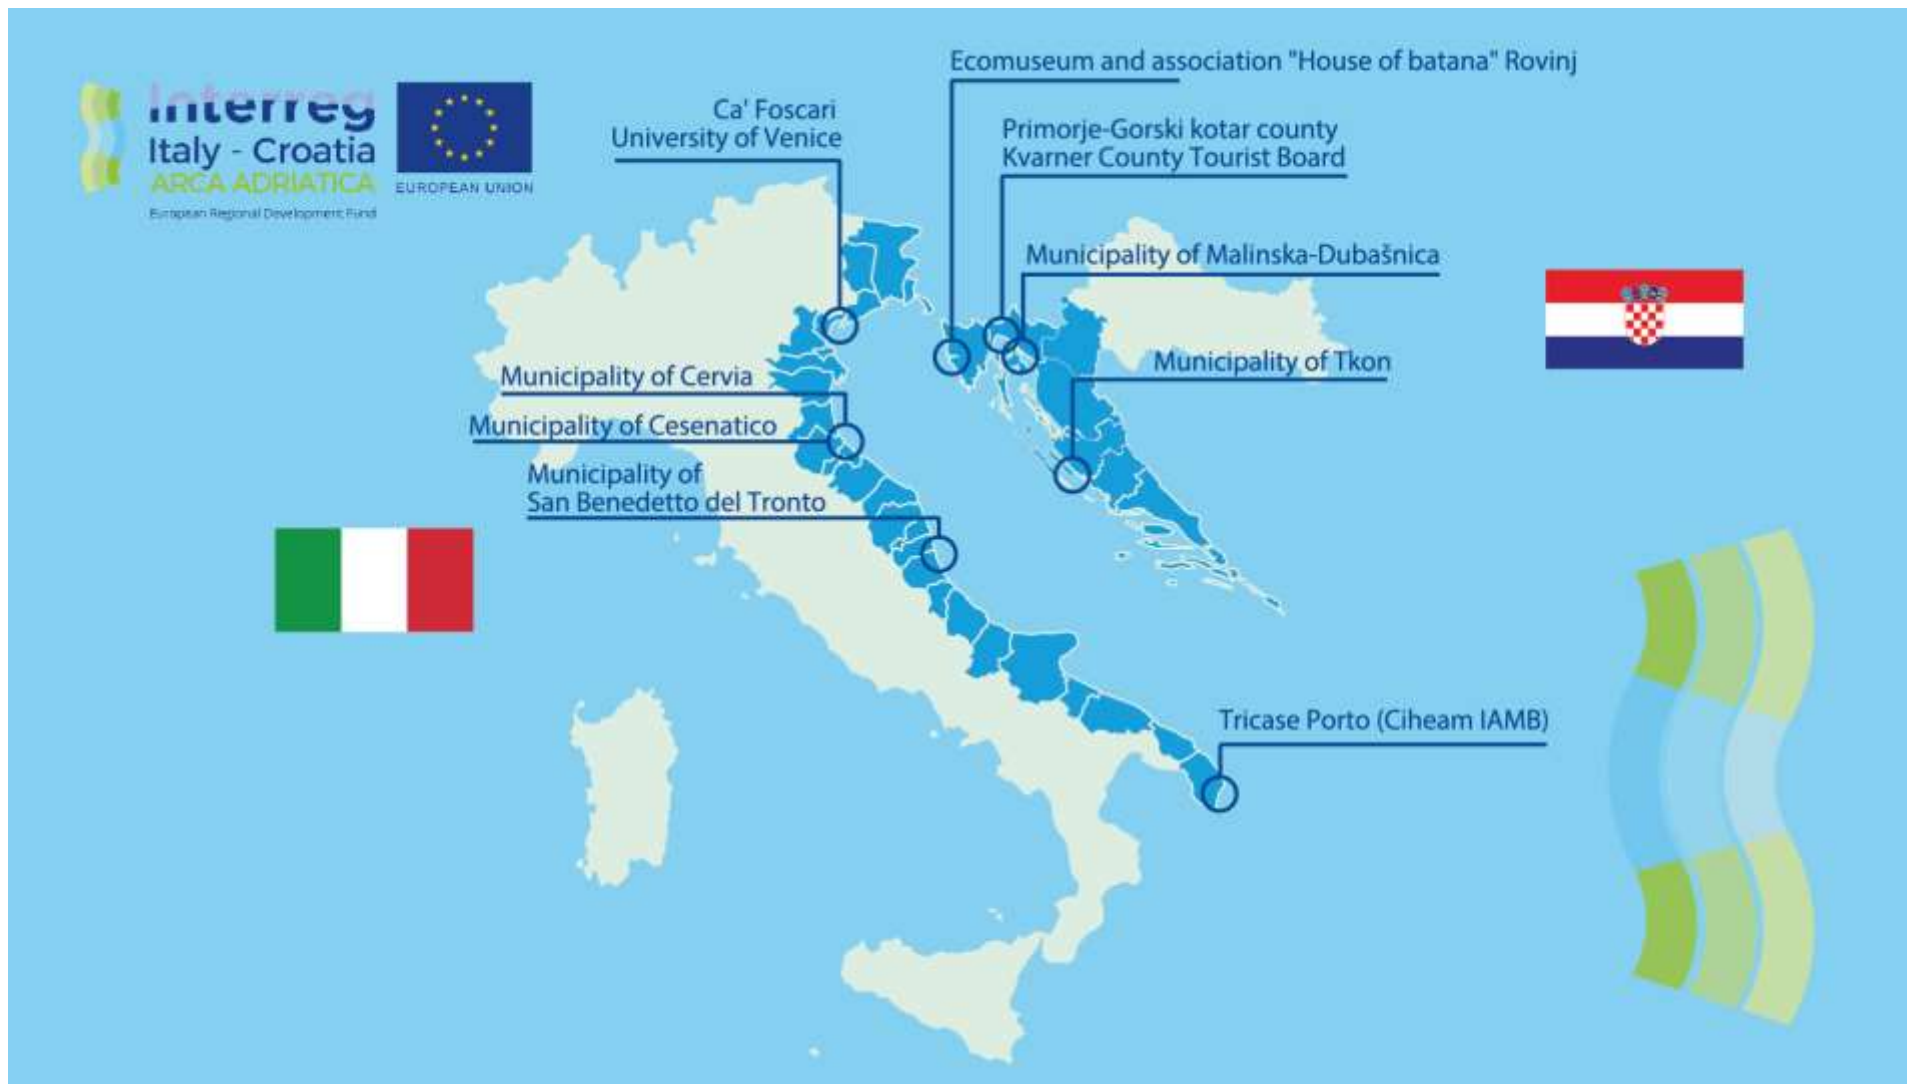 Interreg
Italy - Croatia
ARCA ADRIATICA
European Regional Development Fund
EUROPEAN UNION
Ecomuseum and association "House of batana" Rovinj
Ca' Foscari
University of Venice
Primorje-Gorski kotar county
Kvarner County Tourist Board
Municipality of Malinska-Dubašnica
Municipality of Tkon
Municipality of Cervia
Municipality of Cesenatico
Municipality of
San Benedetto del Tronto
Tricase Porto (Ciheam IAMB)